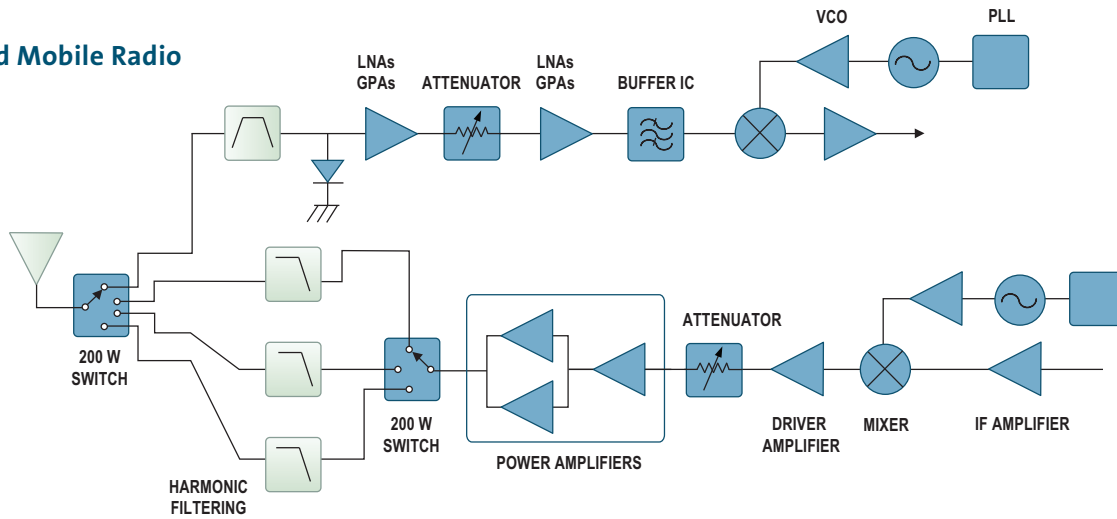 d Mobile Radio
VCO
PLL
LNAs
GPAs
ATTENUATOR
LNAs
GPAs
BUFFER IC
200 W
SWITCH
HARMONIC
FILTERING
200 W
SWITCH
POWER AMPLIFIERS
ATTENUATOR
DRIVER
AMPLIFIER
MIXER
IF AMPLIFIER